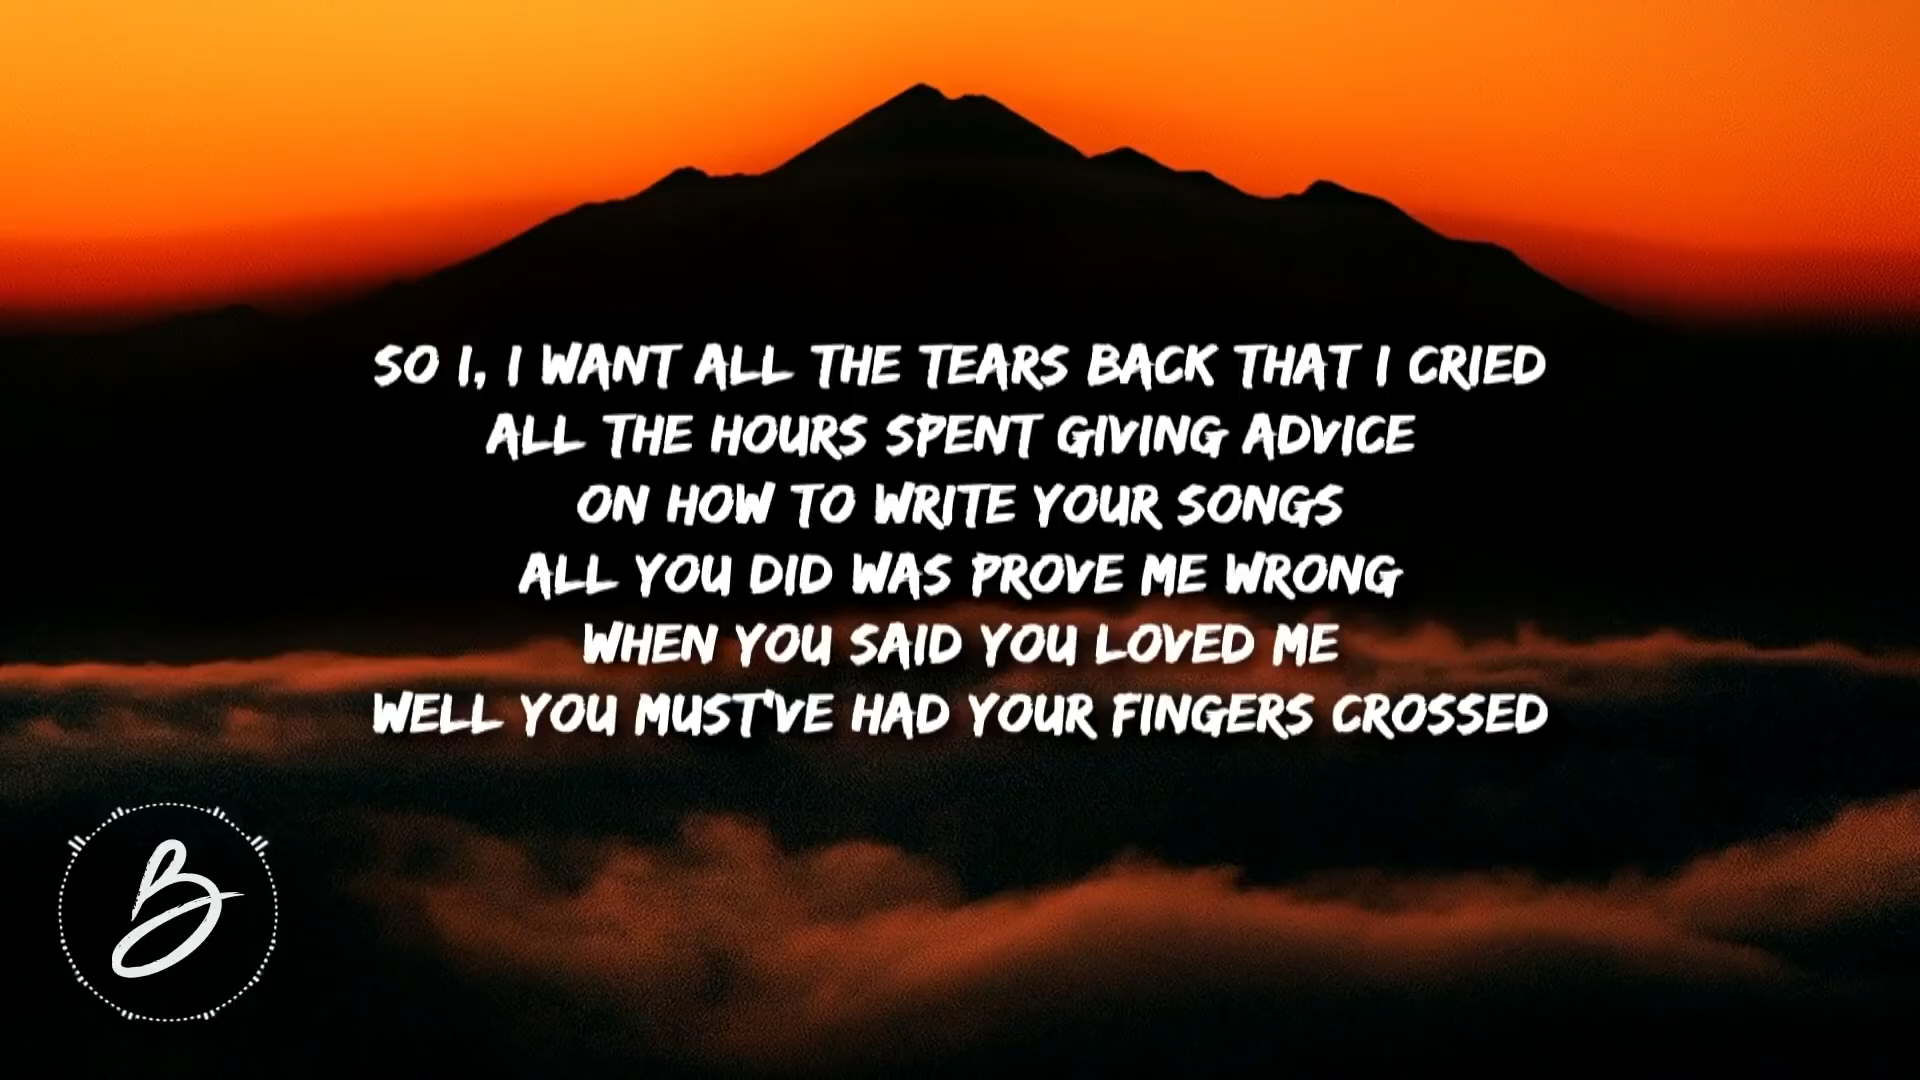 SO I, I WANT ALL THE TEARS BACK THAT I CRIED
ALL THE HOURS SPENT GIVING ADVICE
ON HOW TO WRITE YOUR SONGS
ALL YOU DID WAS PROVE ME WRONG
WHEN YOU SAID YOU LOVED ME
WELL YOU MUST'VE HAD YOUR FINGERS CROSSED
B